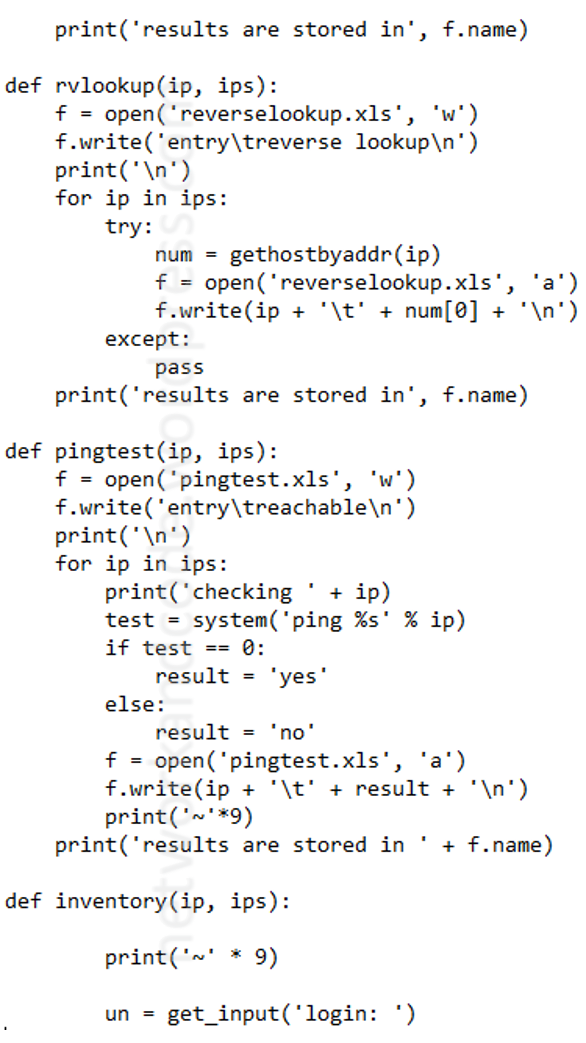 print('results are stored in', f.name)

def rvlookup(ip, ips):
    f = open('reverselookup.xls', 'w')
    f.write('entry\treverse lookup\n')
    print('\n')
    for ip in ips:
        try:
            num = gethostbyaddr(ip)
            f = open('reverselookup.xls', 'a')
            f.write(ip + '\t' + num[0] + '\n')
        except:
            pass
    print('results are stored in', f.name)

def pingtest(ip, ips):
    f = open('pingtest.xls', 'w')
    f.write('entry\treachable\n')
    print('\n')
    for ip in ips:
        print('checking ' + ip)
        test = system('ping %s' % ip)
        if test == 0:
            result = 'yes'
        else:
            result = 'no'
        f = open('pingtest.xls', 'a')
        f.write(ip + '\t' + result + '\n')
        print('~'*9)
    print('results are stored in ' + f.name)

def inventory(ip, ips):

        print('~' * 9)

        un = get_input('login: ')
networkandcode.wordpress.com